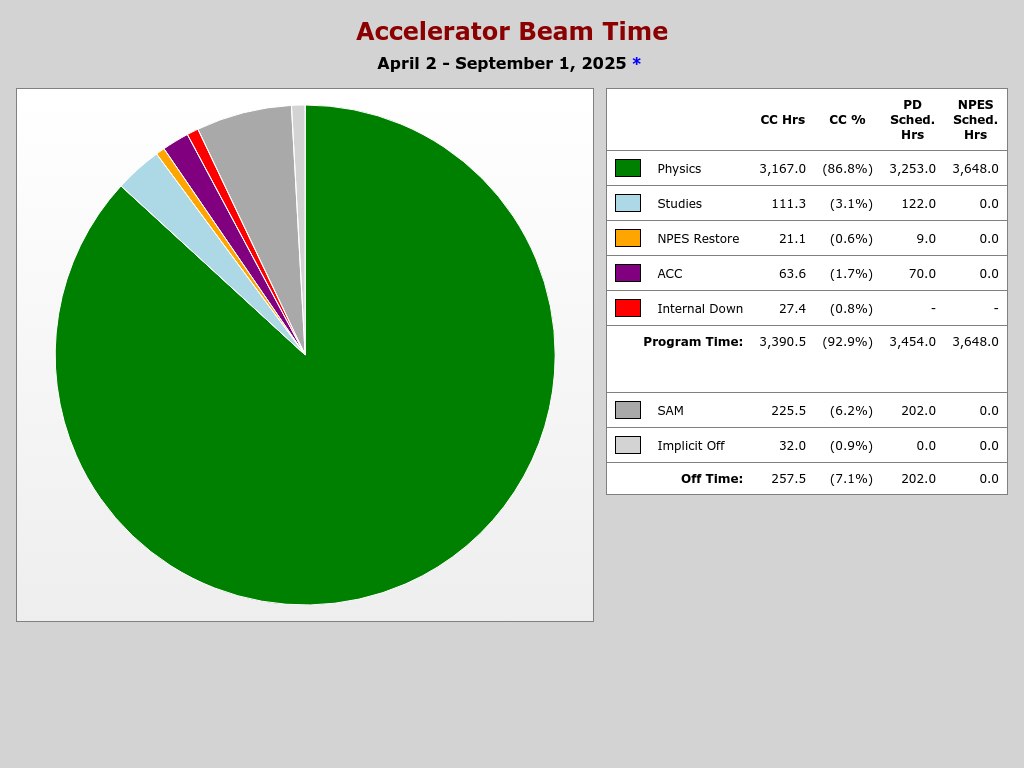 Accelerator Beam Time
April 2 - September 1, 2025 *
CC Hrs CC % PD Sched. Hrs NPES Sched. Hrs
Physics 3,167.0 (86.8%) 3,253.0 3,648.0
Studies 111.3 (3.1%) 122.0 0.0
NPES Restore 21.1 (0.6%) 9.0 0.0
ACC 63.6 (1.7%) 70.0 0.0
Internal Down 27.4 (0.8%) - -
Program Time: 3,390.5 (92.9%) 3,454.0 3,648.0
SAM 225.5 (6.2%) 202.0 0.0
Implicit Off 32.0 (0.9%) 0.0 0.0
Off Time: 257.5 (7.1%) 202.0 0.0